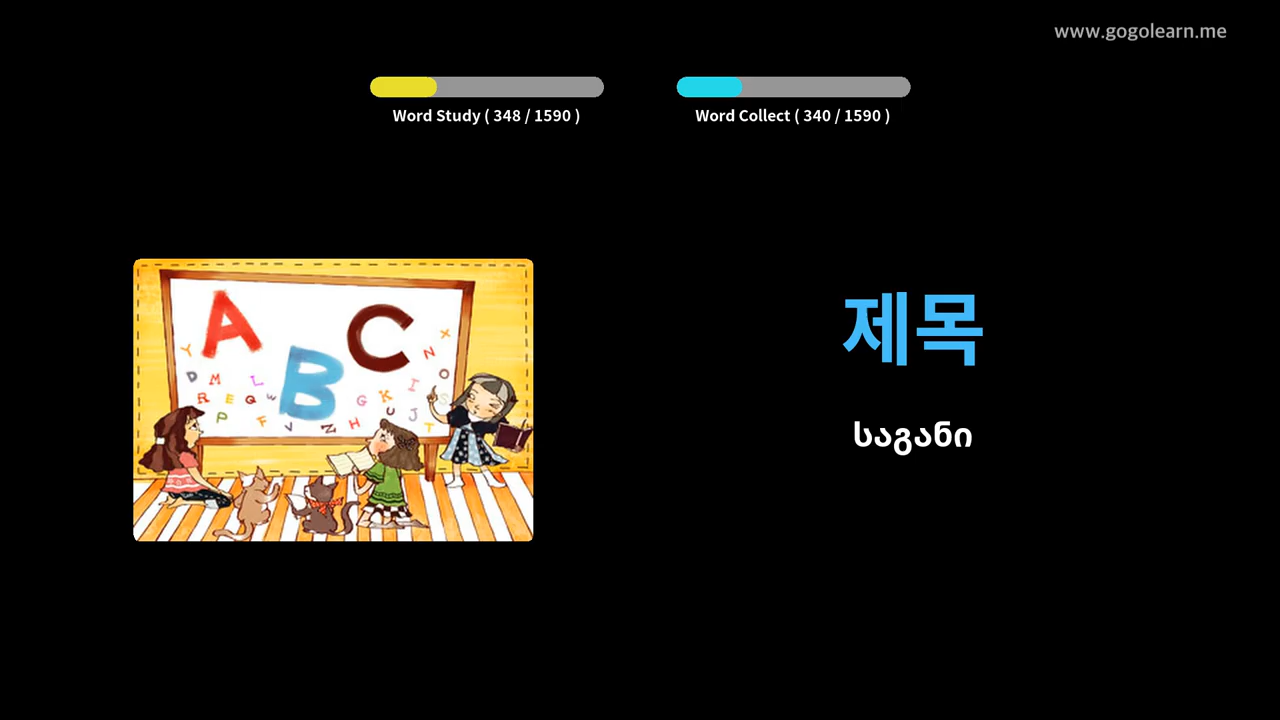 www.gogolearn.me
Word Study ( 348 / 1590 )
Word Collect ( 340 / 1590 )
A
B
C
Y
D
M
L
R
E
Q
W
P
F
V
Z
H
G
K
I
N
X
O
S
U
J
T
제목
საგანი